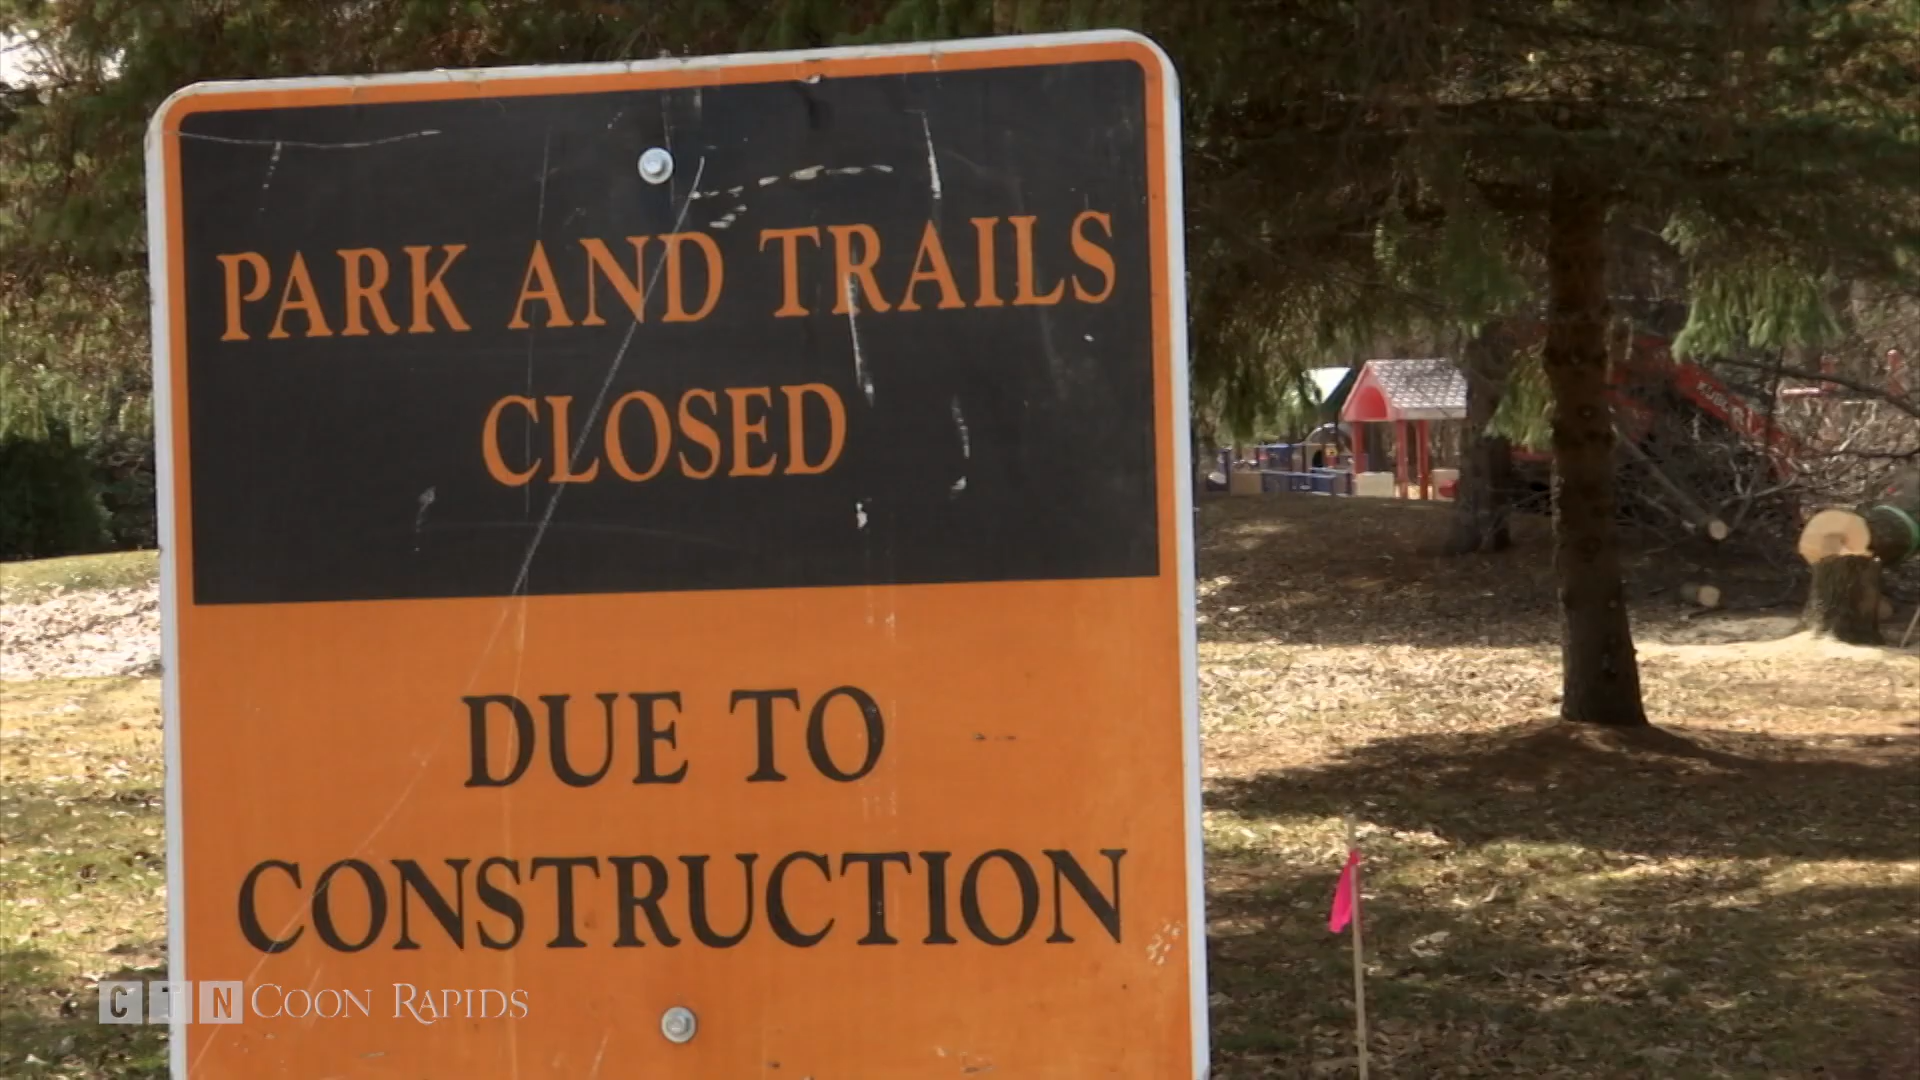 PARK AND TRAILS
CLOSED
DUE TO
CONSTRUCTION
CTN COON RAPIDS